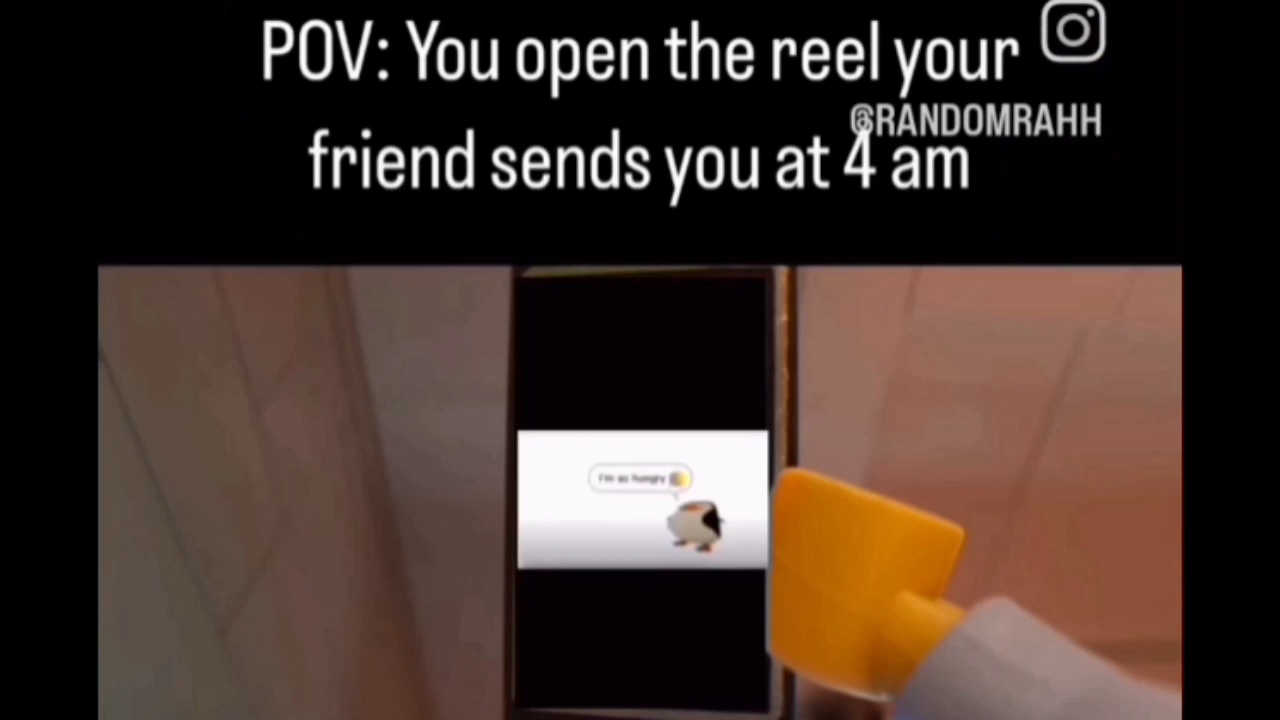 POV: You open the reel your
@RANDOMRAHH
friend sends you at 4 am
I'm so hungry